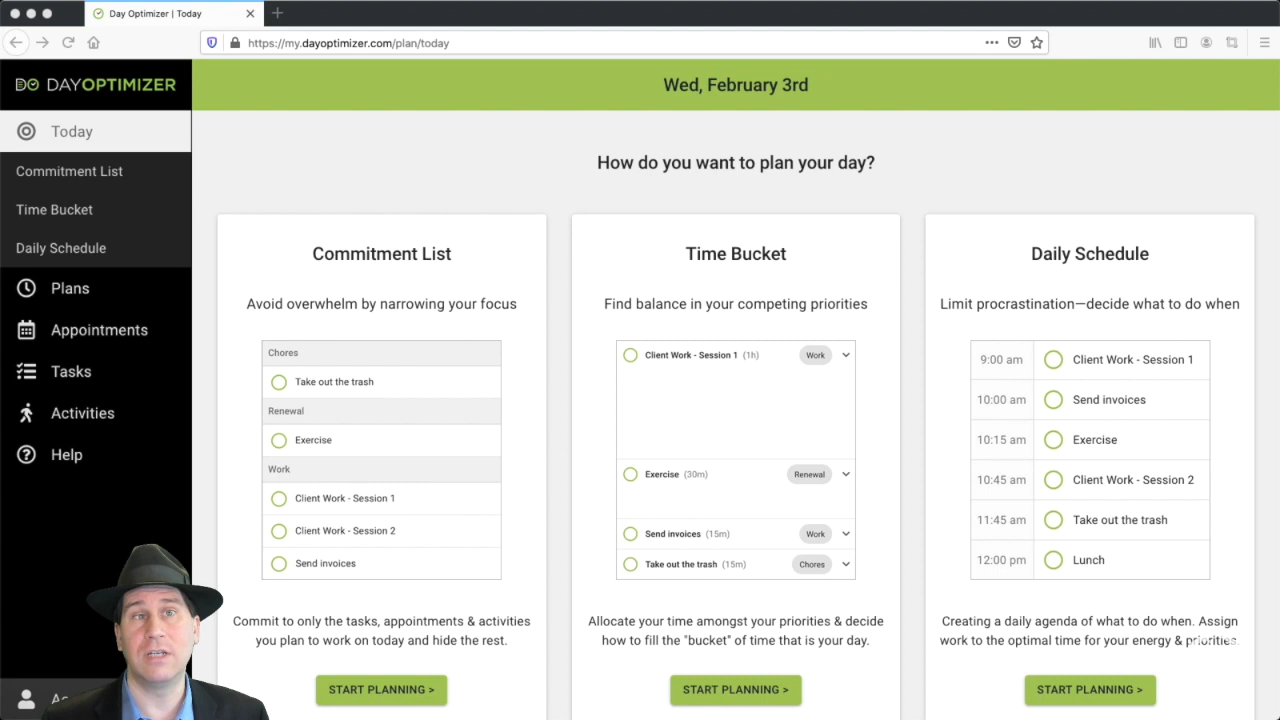 Day Optimizer | Today
https://my.dayoptimizer.com/plan/today
DAYOPTIMIZER
Wed, February 3rd
Today
Commitment List
Time Bucket
Daily Schedule
Plans
Appointments
Tasks
Activities
Help
How do you want to plan your day?
Commitment List
Avoid overwhelm by narrowing your focus
Chores
Take out the trash
Renewal
Exercise
Work
Client Work - Session 1
Client Work - Session 2
Send invoices
Commit to only the tasks, appointments & activities
you plan to work on today and hide the rest.
START PLANNING >
Time Bucket
Find balance in your competing priorities
Client Work - Session 1 (1h) Work
Exercise (30m) Renewal
Send invoices (15m) Work
Take out the trash (15m) Chores
Allocate your time amongst your priorities & decide
how to fill the "bucket" of time that is your day.
START PLANNING >
Daily Schedule
Limit procrastination—decide what to do when
9:00 am Client Work - Session 1
10:00 am Send invoices
10:15 am Exercise
10:45 am Client Work - Session 2
11:45 am Take out the trash
12:00 pm Lunch
Creating a daily agenda of what to do when. Assign
work to the optimal time for your energy & priorities.
START PLANNING >